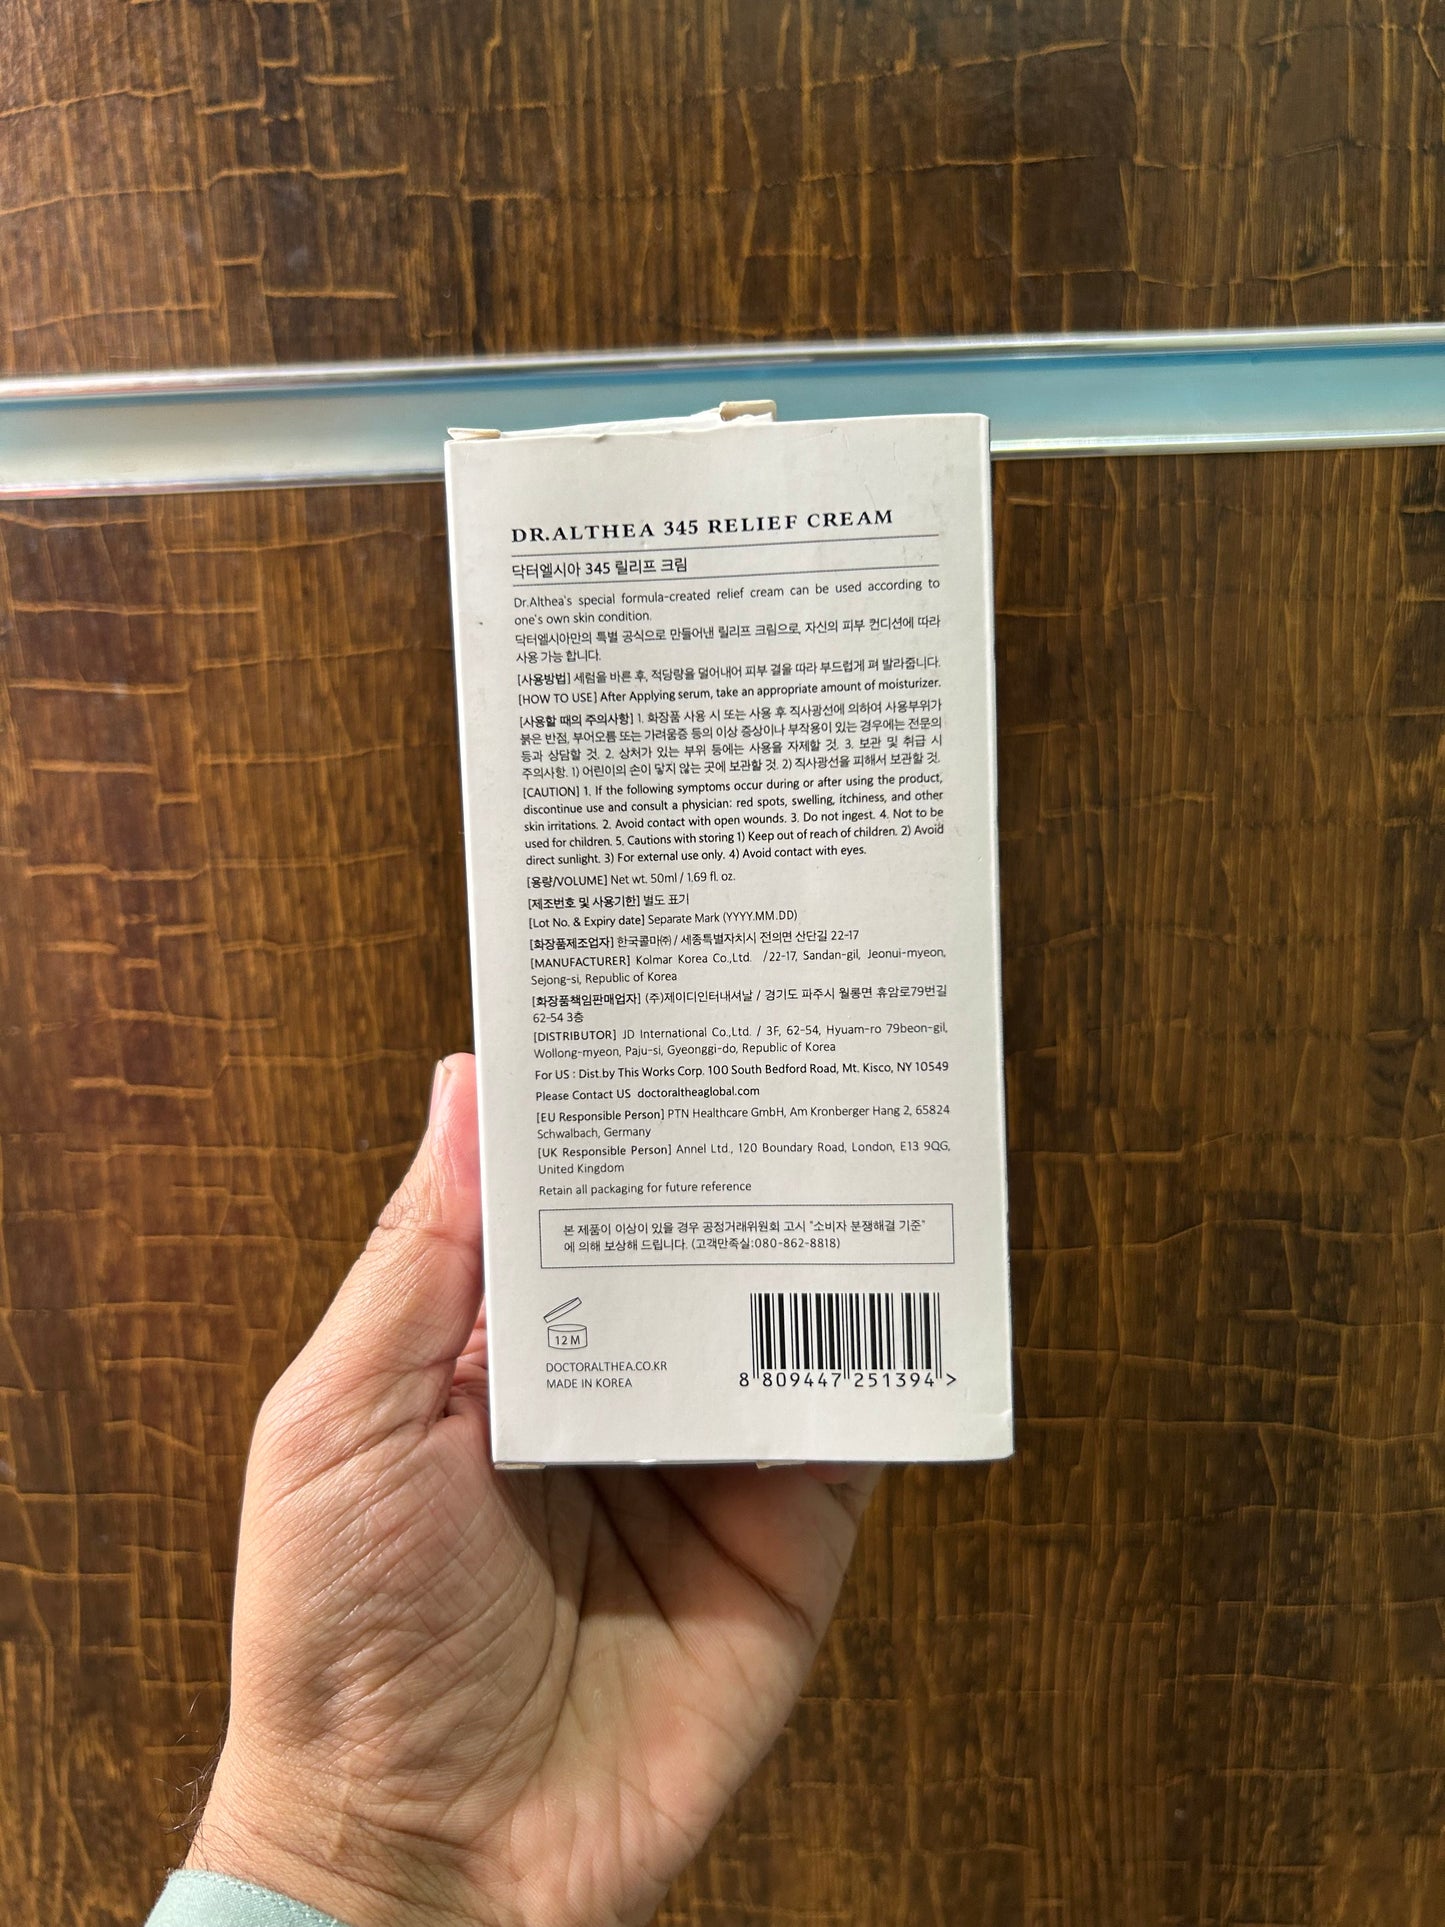 DR.ALTHEA 345 RELIEF CREAM
닥터엘시아 345 릴리프 크림
Dr.Althea's special formula-created relief cream can be used according to
one's own skin condition.
닥터엘시아만의 특별 공식으로 만들어낸 릴리프 크림으로, 자신의 피부 컨디션에 따라
사용 가능 합니다.
[사용방법] 세럼을 바른 후, 적당량을 덜어내어 피부 결을 따라 부드럽게 펴 발라줍니다.
[HOW TO USE] After Applying serum, take an appropriate amount of moisturizer.
[사용할 때의 주의사항] 1. 화장품 사용 시 또는 사용 후 직사광선에 의하여 사용부위가
붉은 반점, 부어오름 또는 가려움증 등의 이상 증상이나 부작용이 있는 경우에는 전문의
등과 상담할 것. 2. 상처가 있는 부위 등에는 사용을 자제할 것. 3. 보관 및 취급 시
주의사항. 1) 어린이의 손이 닿지 않는 곳에 보관할 것. 2) 직사광선을 피해서 보관할 것.
[CAUTION] 1. If the following symptoms occur during or after using the product,
discontinue use and consult a physician: red spots, swelling, itchiness, and other
skin irritations. 2. Avoid contact with open wounds. 3. Do not ingest. 4. Not to be
used for children. 5. Cautions with storing 1) Keep out of reach of children. 2) Avoid
direct sunlight. 3) For external use only. 4) Avoid contact with eyes.
[용량/VOLUME] Net wt. 50ml / 1.69 fl. oz.
[제조번호 및 사용기한] 별도 표기
[Lot No. & Expiry date] Separate Mark (YYYY.MM.DD)
[화장품제조업자] 한국콜마㈜ / 세종특별자치시 전의면 산단길 22-17
[MANUFACTURER] Kolmar Korea Co.,Ltd. /22-17, Sandan-gil, Jeonui-myeon,
Sejong-si, Republic of Korea
[화장품책임판매업자] (주)제이디인터내셔날 / 경기도 파주시 월롱면 휴암로79번길
62-54 3층
[DISTRIBUTOR] JD International Co.,Ltd. / 3F, 62-54, Hyuam-ro 79beon-gil,
Wollong-myeon, Paju-si, Gyeonggi-do, Republic of Korea
For US : Dist.by This Works Corp. 100 South Bedford Road, Mt. Kisco, NY 10549
Please Contact US doctoraltheaglobal.com
[EU Responsible Person] PTN Healthcare GmbH, Am Kronberger Hang 2, 65824
Schwalbach, Germany
[UK Responsible Person] Annel Ltd., 120 Boundary Road, London, E13 9QG,
United Kingdom
Retain all packaging for future reference
본 제품이 이상이 있을 경우 공정거래위원회 고시 "소비자 분쟁해결 기준"
에 의해 보상해 드립니다. (고객만족실:080-862-8818)
12M
DOCTORALTHEA.CO.KR
MADE IN KOREA
8 809447 251394 >